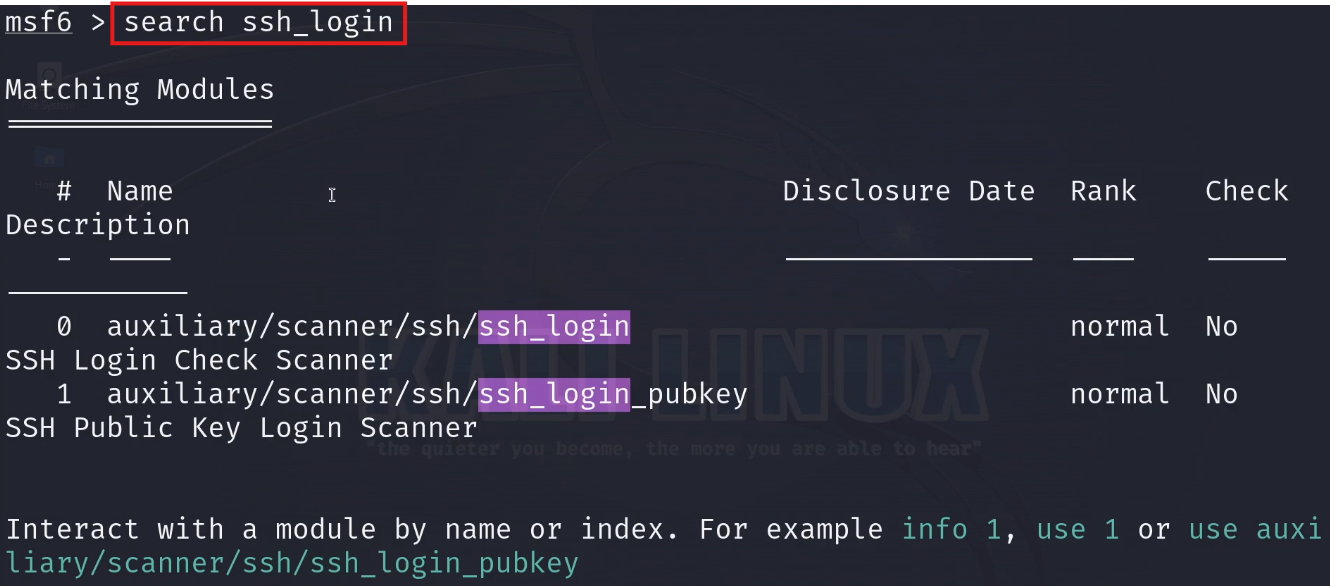 msf6 > search ssh_login
Matching Modules
# Name Disclosure Date Rank Check
Description
- ---- --------------- ---- -----
-----------
0 auxiliary/scanner/ssh/ssh_login normal No
SSH Login Check Scanner
1 auxiliary/scanner/ssh/ssh_login_pubkey normal No
SSH Public Key Login Scanner
KALI LINUX
"the quieter you become, the more you are able to hear"
Interact with a module by name or index. For example info 1, use 1 or use auxi
liary/scanner/ssh/ssh_login_pubkey